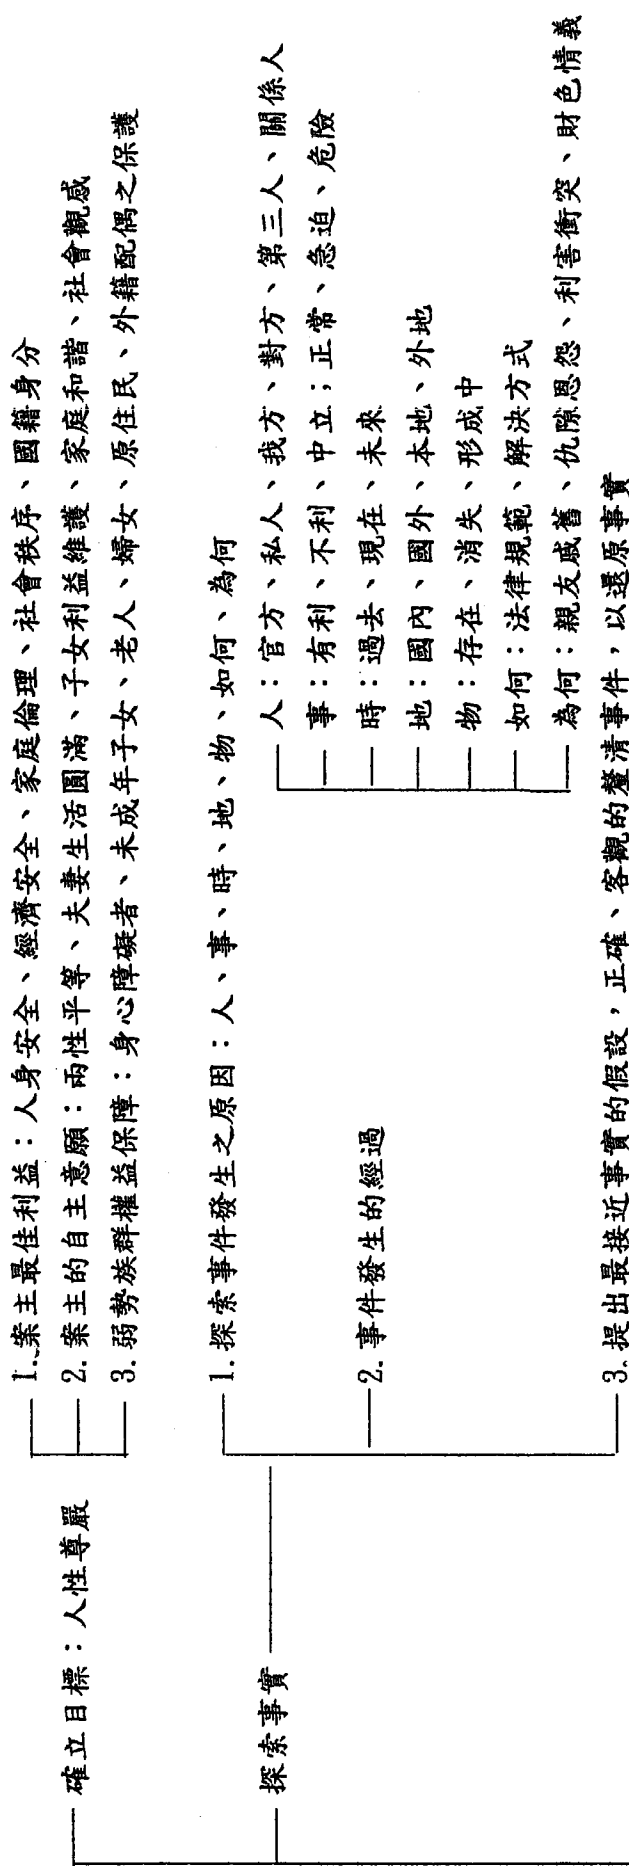 確立目標：人性尊嚴
1.案主最佳利益：人身安全、經濟安全、家庭倫理、社會秩序、國籍身分
2.案主的自主意願：兩性平等、夫妻生活圓滿、子女利益維護、家庭和諧、社會觀感
3.弱勢族群權益保障：身心障礙者、未成年子女、老人、婦女、原住民、外籍配偶之保護
探索事實
1.探索事件發生之原因：人、事、時、地、物、如何、為何
人：官方、私人、我方、對方、第三人、關係人
事：有利、不利、中立；正常、急迫、危險
時：過去、現在、未來
地：國內、國外、本地、外地
物：存在、消失、形成中
如何：法律規範、解決方式
為何：親友戚舊、仇隙恩怨、利害衝突、財色情義
2.事件發生的經過
3.提出最接近事實的假設，正確、客觀的釐清事件，以還原事實